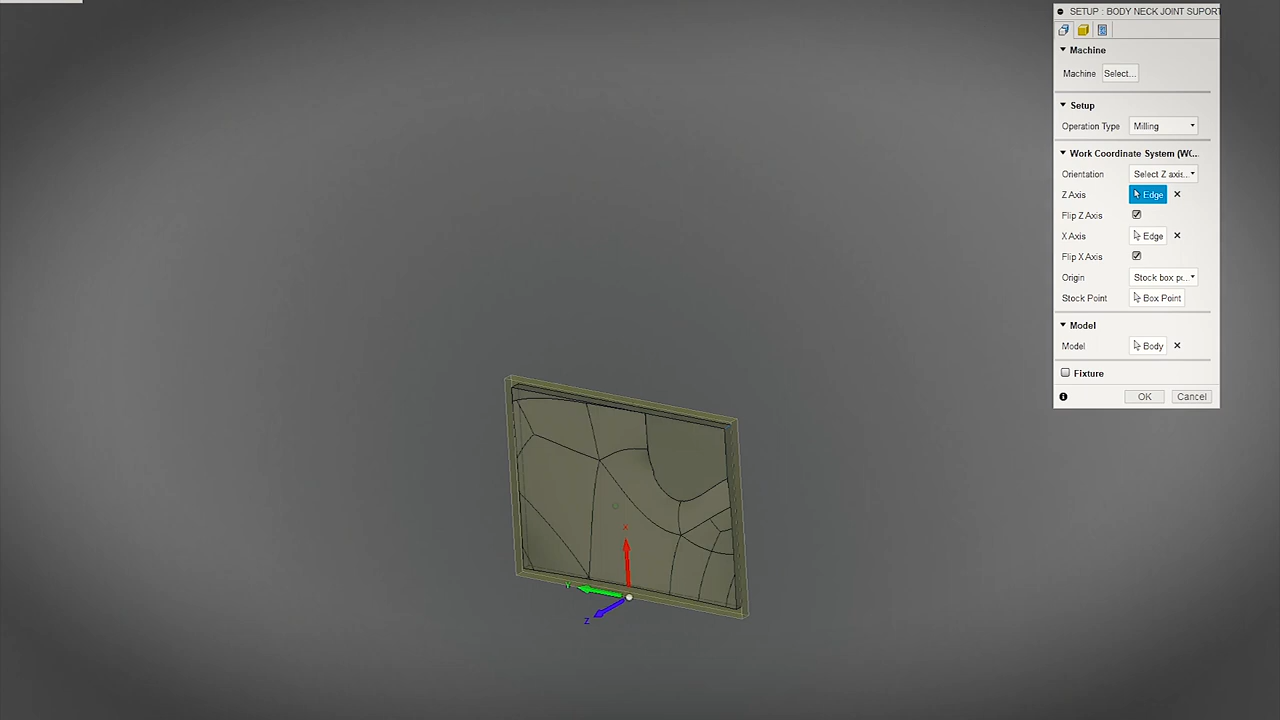 SETUP : BODY NECK JOINT SUPORT
Machine
Machine Select...
Setup
Operation Type Milling
Work Coordinate System (WC...
Orientation Select Z axis...
Z Axis Edge
Flip Z Axis
X Axis Edge
Flip X Axis
Origin Stock box po...
Stock Point Box Point
Model
Model Body
Fixture
OK Cancel
X
Y
Z